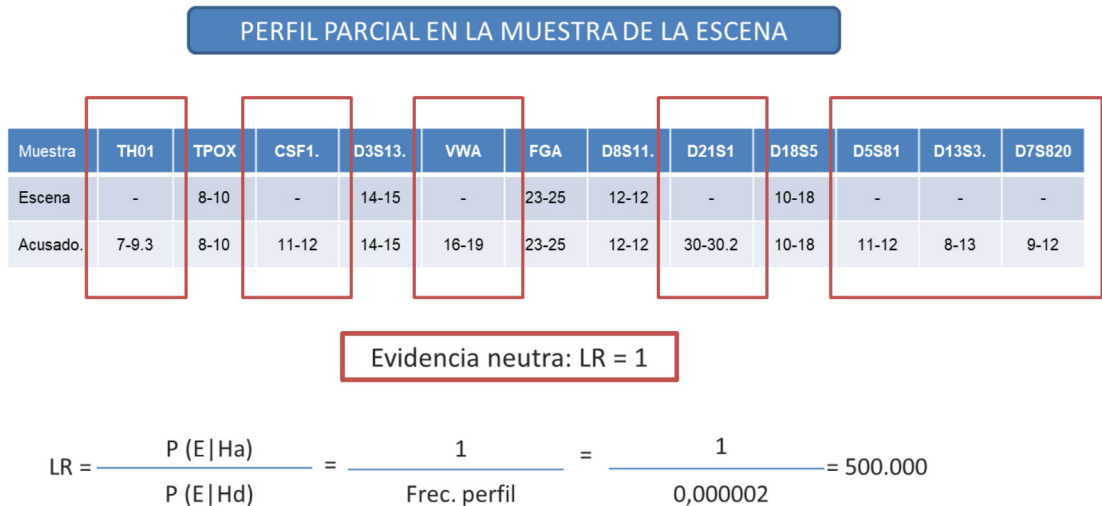 PERFIL PARCIAL EN LA MUESTRA DE LA ESCENA
Muestra TH01 TPOX CSF1. D3S13. VWA FGA D8S11. D21S1 D18S5 D5S81 D13S3. D7S820
Escena - 8-10 - 14-15 - 23-25 12-12 - 10-18 - - -
Acusado. 7-9.3 8-10 11-12 14-15 16-19 23-25 12-12 30-30.2 10-18 11-12 8-13 9-12
Evidencia neutra: LR = 1
P (E|Ha) 1 1
LR = = = = 500.000
P (E|Hd) Frec. perfil 0,000002